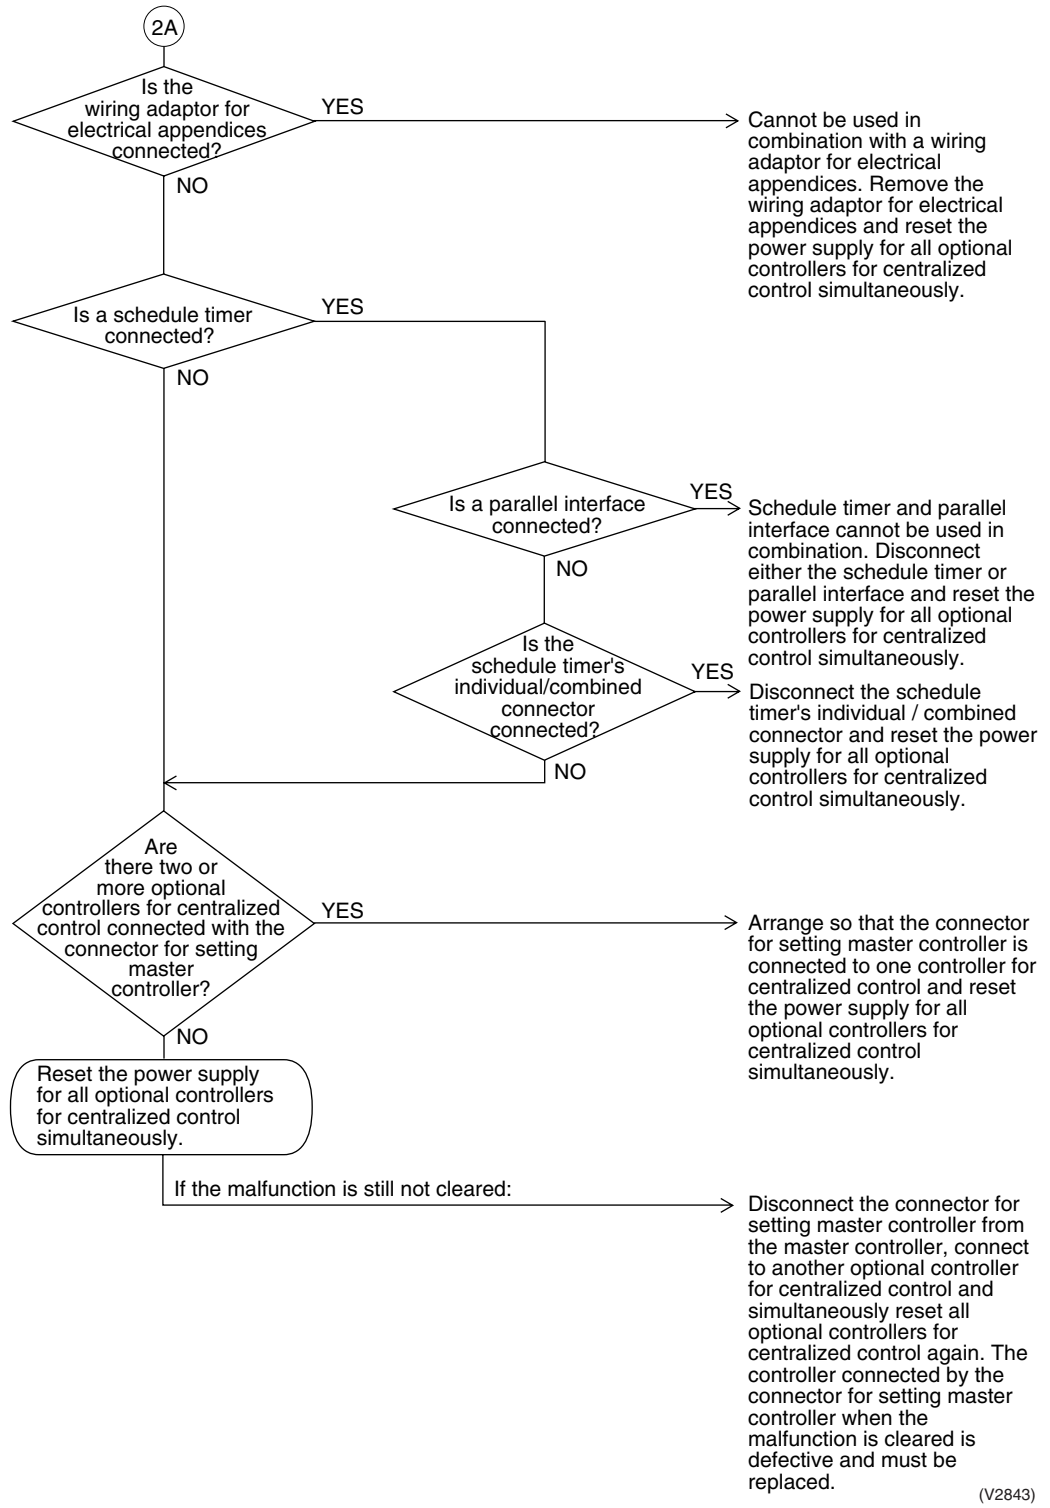 2A
Is the
wiring adaptor for
electrical appendices
connected?
YES
Cannot be used in
combination with a wiring
adaptor for electrical
appendices. Remove the
wiring adaptor for electrical
appendices and reset the
power supply for all optional
controllers for centralized
control simultaneously.
NO
Is a schedule timer
connected?
YES
NO
Is a parallel interface
connected?
YES
Schedule timer and parallel
interface cannot be used in
combination. Disconnect
either the schedule timer or
parallel interface and reset the
power supply for all optional
controllers for centralized
control simultaneously.
NO
Is the
schedule timer's
individual/combined
connector
connected?
YES
Disconnect the schedule
timer's individual / combined
connector and reset the power
supply for all optional
controllers for centralized
control simultaneously.
NO
Are
there two or
more optional
controllers for centralized
control connected with the
connector for setting
master
controller?
YES
Arrange so that the connector
for setting master controller is
connected to one controller for
centralized control and reset
the power supply for all
optional controllers for
centralized control
simultaneously.
NO
Reset the power supply
for all optional controllers
for centralized control
simultaneously.
If the malfunction is still not cleared:
Disconnect the connector for
setting master controller from
the master controller, connect
to another optional controller
for centralized control and
simultaneously reset all
optional controllers for
centralized control again. The
controller connected by the
connector for setting master
controller when the
malfunction is cleared is
defective and must be
replaced.
(V2843)